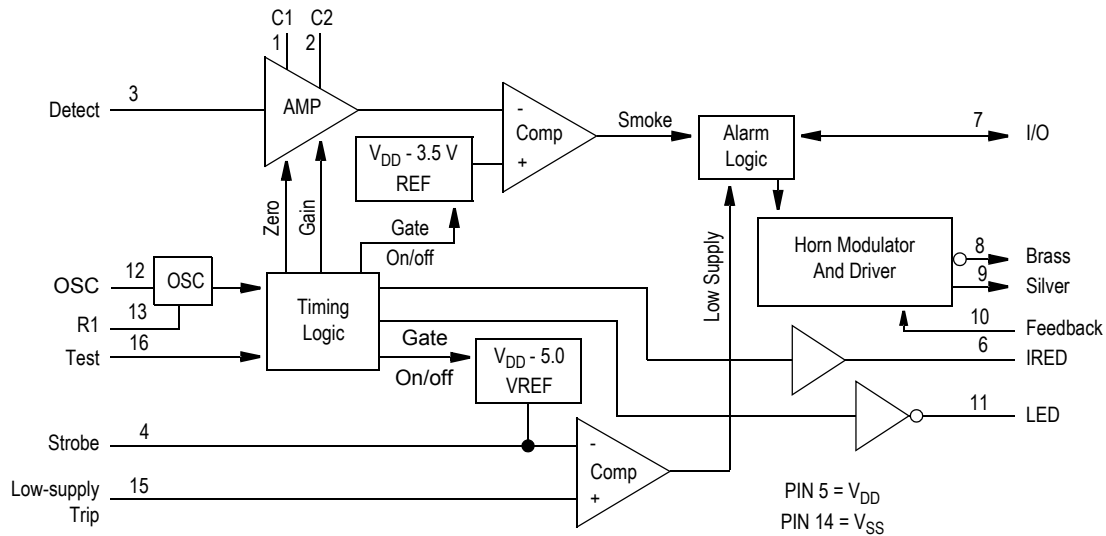 C1
C2
1
2
Detect
3
AMP
-
Comp
+
Smoke
Alarm
Logic
7
I/O
V_DD - 3.5 V
REF
Zero
Gain
Gate
On/off
Low Supply
Horn Modulator
And Driver
8
Brass
9
Silver
10
Feedback
OSC
12
OSC
R1
13
Test
16
Timing
Logic
Gate
On/off
V_DD - 5.0
VREF
6
IRED
11
LED
Strobe
4
-
Comp
+
Low-supply
Trip
15
PIN 5 = V_DD
PIN 14 = V_SS